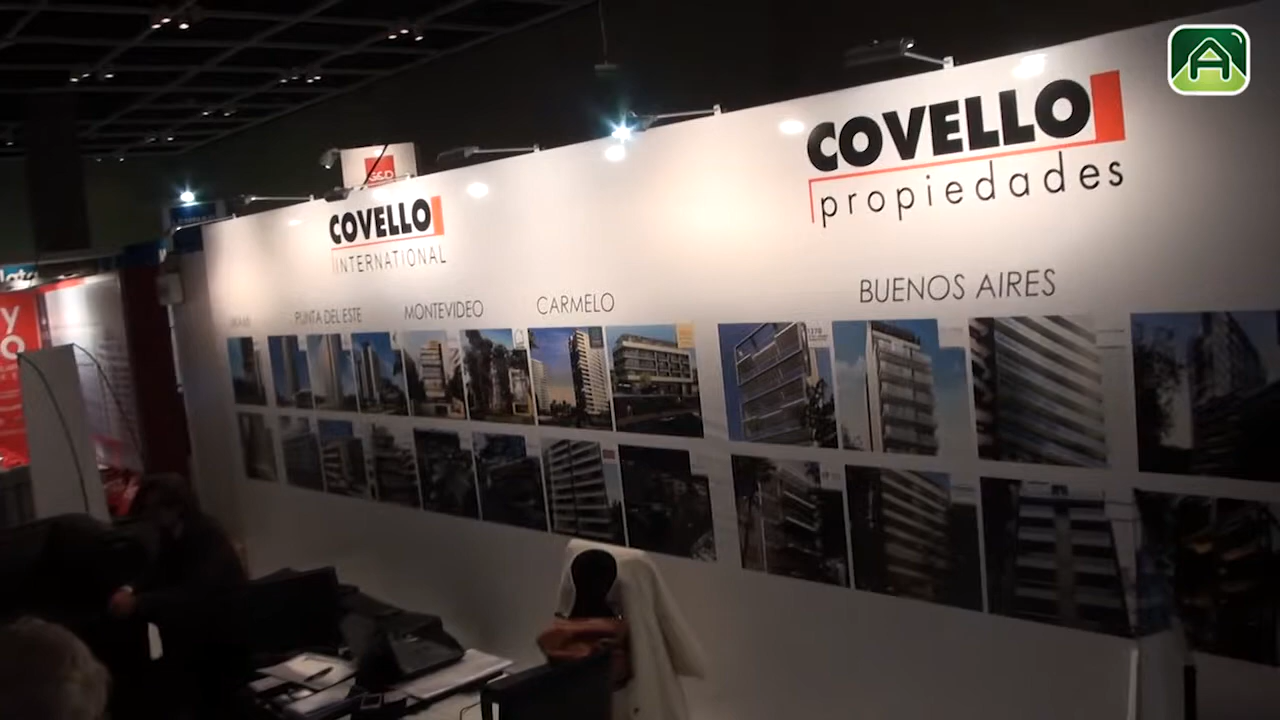 COVELLO
propiedades
COVELLO
INTERNATIONAL
G&D
PUNTA DEL ESTE
MONTEVIDEO
CARMELO
BUENOS AIRES
A